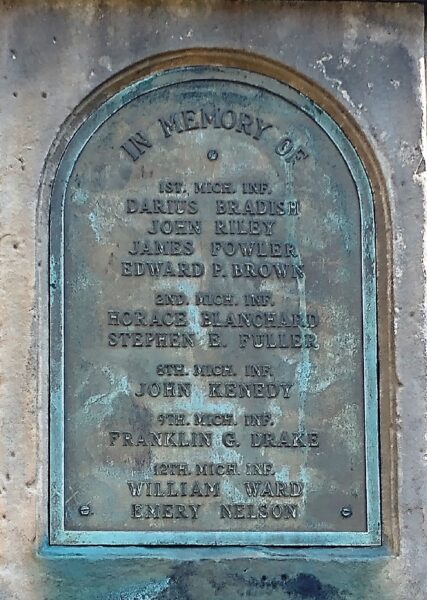 IN MEMORY OF
1ST. MICH. INF.
DARIUS BRADISH
JOHN RILEY
JAMES FOWLER
EDWARD P. BROWN
2ND. MICH. INF.
HORACE BLANCHARD
STEPHEN E. FULLER
8TH. MICH. INF.
JOHN KENEDY
9TH. MICH. INF.
FRANKLIN G. DRAKE
12TH. MICH. INF.
WILLIAM WARD
EMERY NELSON